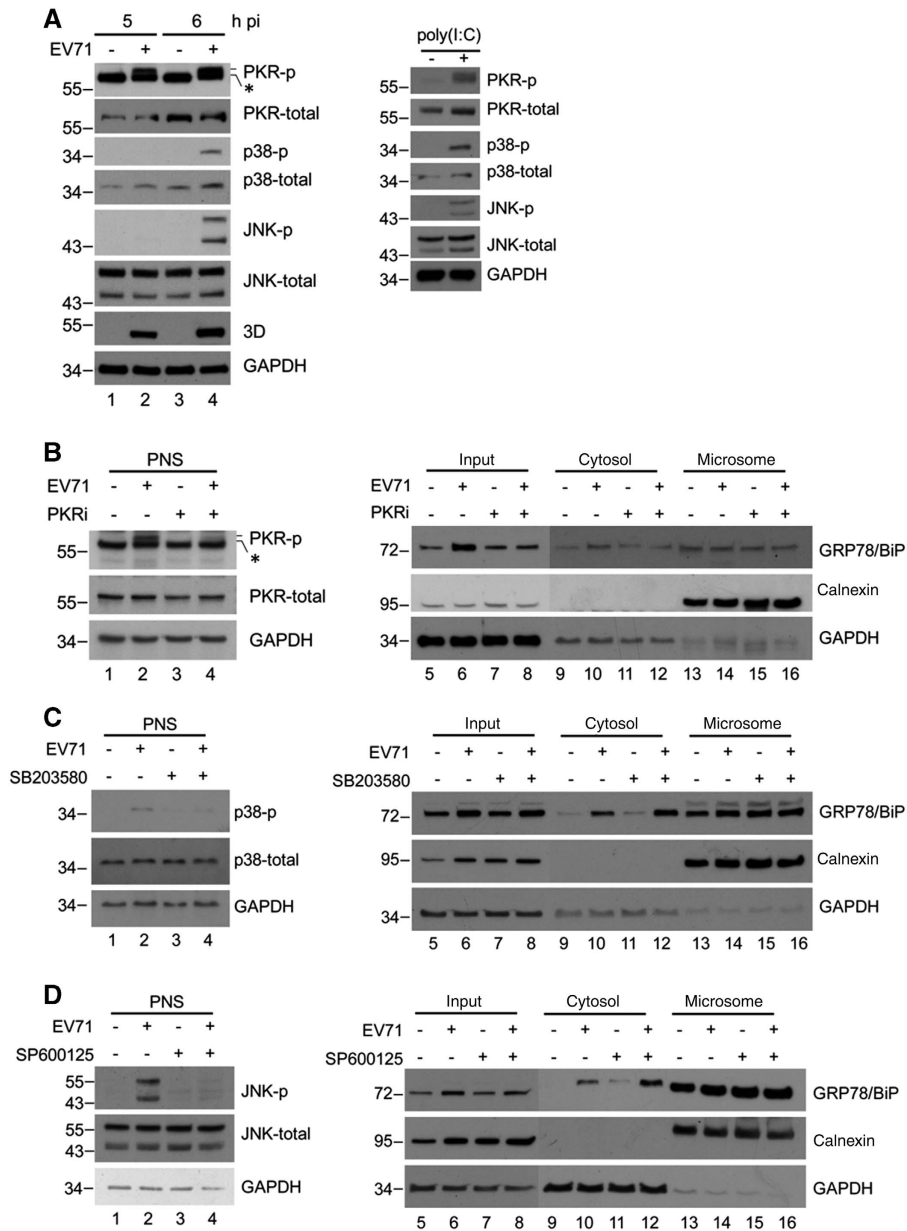 A
5 6 h pi
EV71 - + - +
PKR-p
*
55
PKR-total
55
p38-p
34
p38-total
34
JNK-p
43
JNK-total
43
55
3D
GAPDH
34
1 2 3 4
poly(I:C)
- +
PKR-p
55
PKR-total
55
p38-p
34
p38-total
34
JNK-p
43
JNK-total
43
GAPDH
34
B
PNS
EV71 - + - +
PKRi - - + +
PKR-p
55
*
PKR-total
55
GAPDH
34
1 2 3 4
Input Cytosol Microsome
EV71 - + - + - + - + - + - +
PKRi - - + + - - + + - - + +
72 GRP78/BiP
95 Calnexin
34 GAPDH
5 6 7 8 9 10 11 12 13 14 15 16
C
PNS
EV71 - + - +
SB203580 - - + +
34 p38-p
34 p38-total
34 GAPDH
1 2 3 4
Input Cytosol Microsome
EV71 - + - + - + - + - + - +
SB203580 - - + + - - + + - - + +
72 GRP78/BiP
95 Calnexin
34 GAPDH
5 6 7 8 9 10 11 12 13 14 15 16
D
PNS
EV71 - + - +
SP600125 - - + +
55
JNK-p
43
55
JNK-total
43
34 GAPDH
1 2 3 4
Input Cytosol Microsome
EV71 - + - + - + - + - + - +
SP600125 - - + + - - + + - - + +
72 GRP78/BiP
95 Calnexin
34 GAPDH
5 6 7 8 9 10 11 12 13 14 15 16